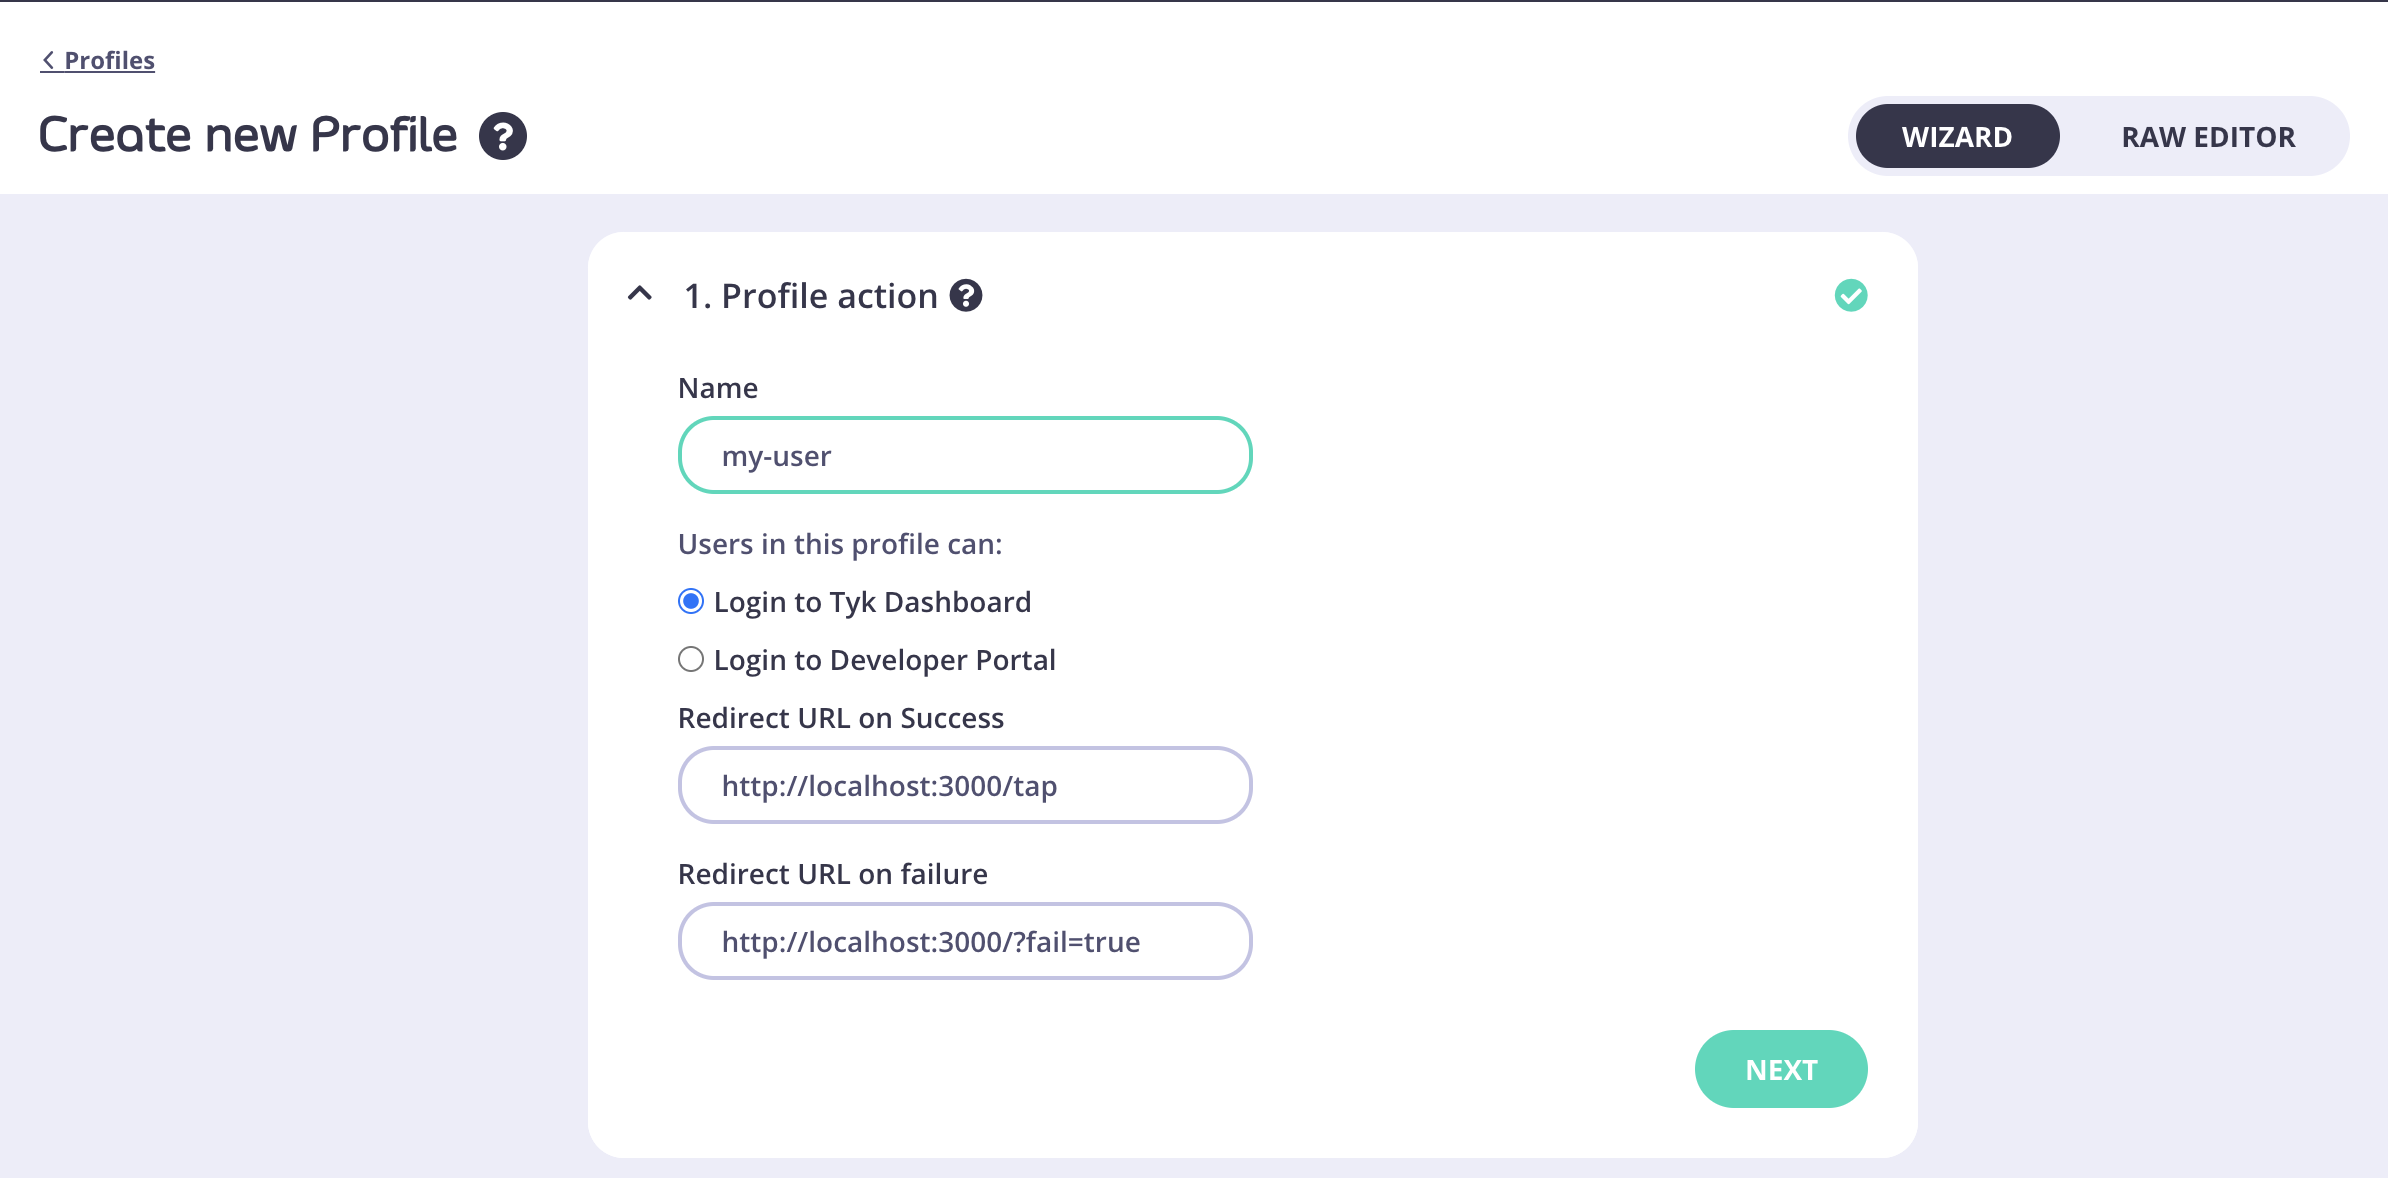 Profiles
Create new Profile ?
WIZARD
RAW EDITOR
1. Profile action ?
Name
my-user
Users in this profile can:
Login to Tyk Dashboard
Login to Developer Portal
Redirect URL on Success
http://localhost:3000/tap
Redirect URL on failure
http://localhost:3000/?fail=true
NEXT